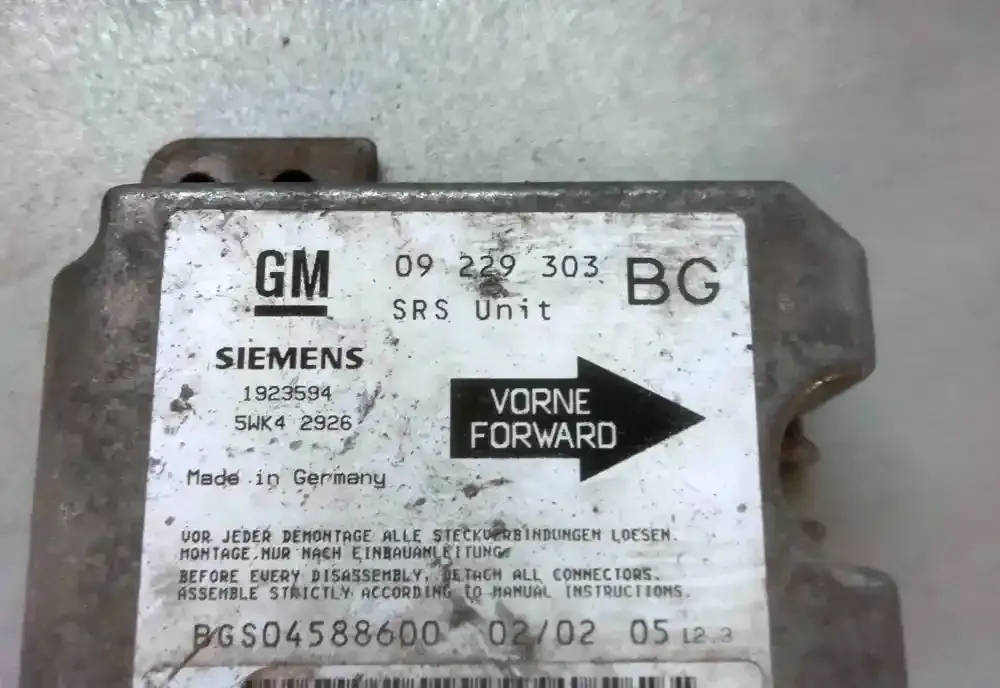 GM 09 229 303 BG
SRS Unit
SIEMENS
1923594
5WK4 2926
VORNE
FORWARD
Made in Germany
VOR JEDER DEMONTAGE ALLE STECKVERBINDUNGEN LOESEN.
MONTAGE NUR NACH EINBAUANLEITUNG
BEFORE EVERY DISASSEMBLY, DETACH ALL CONNECTORS.
ASSEMBLE STRICTLY ACCORDING to MANUAL INSTRUCTIONS.
BGS04588600 02/02 05 L2.3